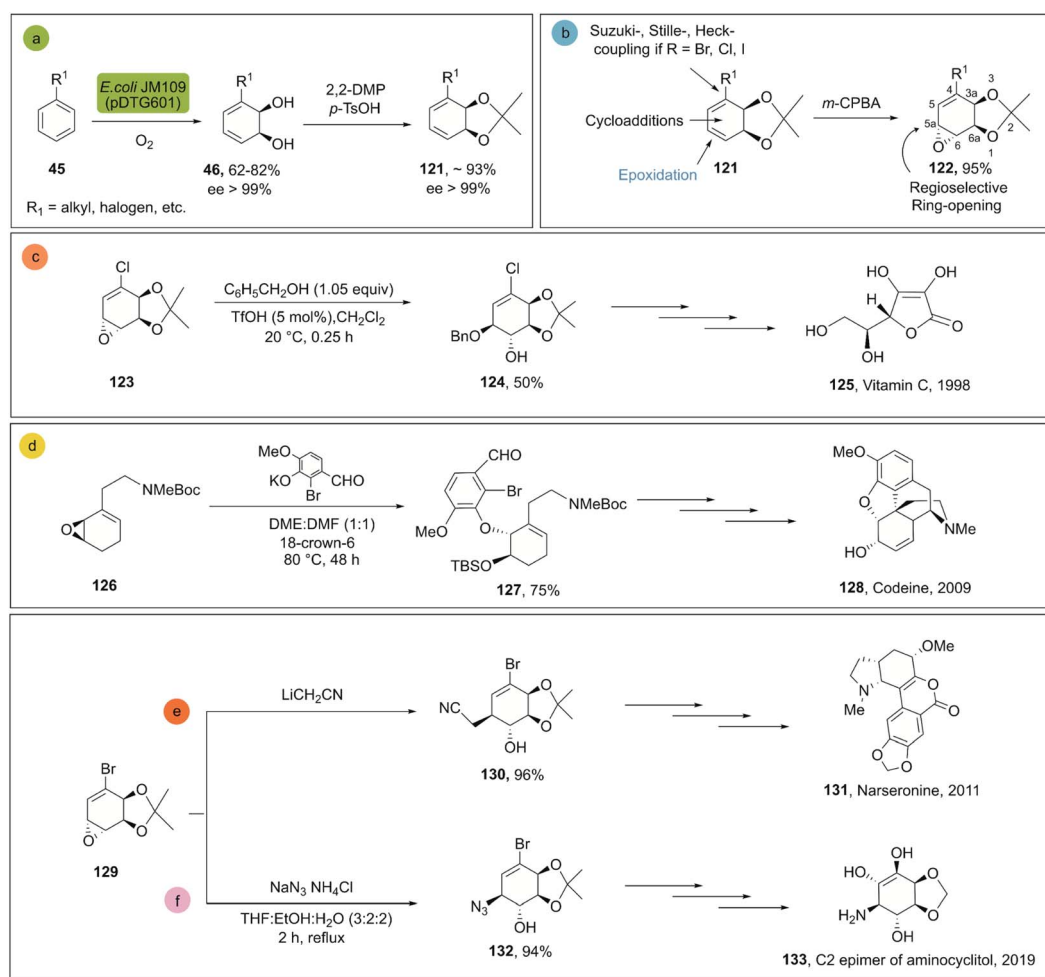 a
R¹
45
E.coli JM109
(pDTG601)
O₂
R¹
OH
OH
46, 62-82%
ee > 99%
2,2-DMP
p-TsOH
R¹
O
O
121, ~ 93%
ee > 99%
R₁ = alkyl, halogen, etc.
b
Suzuki-, Stille-, Heck-
coupling if R = Br, Cl, I
R¹
Cycloadditions
O
O
Epoxidation
121
m-CPBA
R¹
4
3
5
3a
O
2
5a
6a
O
O
6
1
122, 95%
Regioselective
Ring-opening
c
Cl
O
O
O
123
C₆H₅CH₂OH (1.05 equiv)
TfOH (5 mol%),CH₂Cl₂
20 °C, 0.25 h
Cl
O
O
BnO
OH
124, 50%
HO
OH
H
HO
O
O
OH
125, Vitamin C, 1998
d
NMeBoc
O
126
MeO
KO
CHO
Br
DME:DMF (1:1)
18-crown-6
80 °C, 48 h
CHO
Br
NMeBoc
MeO
O
TBSO
127, 75%
MeO
O
NMe
HO
128, Codeine, 2009
e
Br
O
O
O
129
LiCH₂CN
Br
O
NC
O
OH
130, 96%
OMe
N
O
Me
O
O
O
131, Narseronine, 2011
f
NaN₃ NH₄Cl
THF:EtOH:H₂O (3:2:2)
2 h, reflux
Br
O
O
N₃
OH
132, 94%
OH
HO
O
O
H₂N
OH
133, C2 epimer of aminocyclitol, 2019